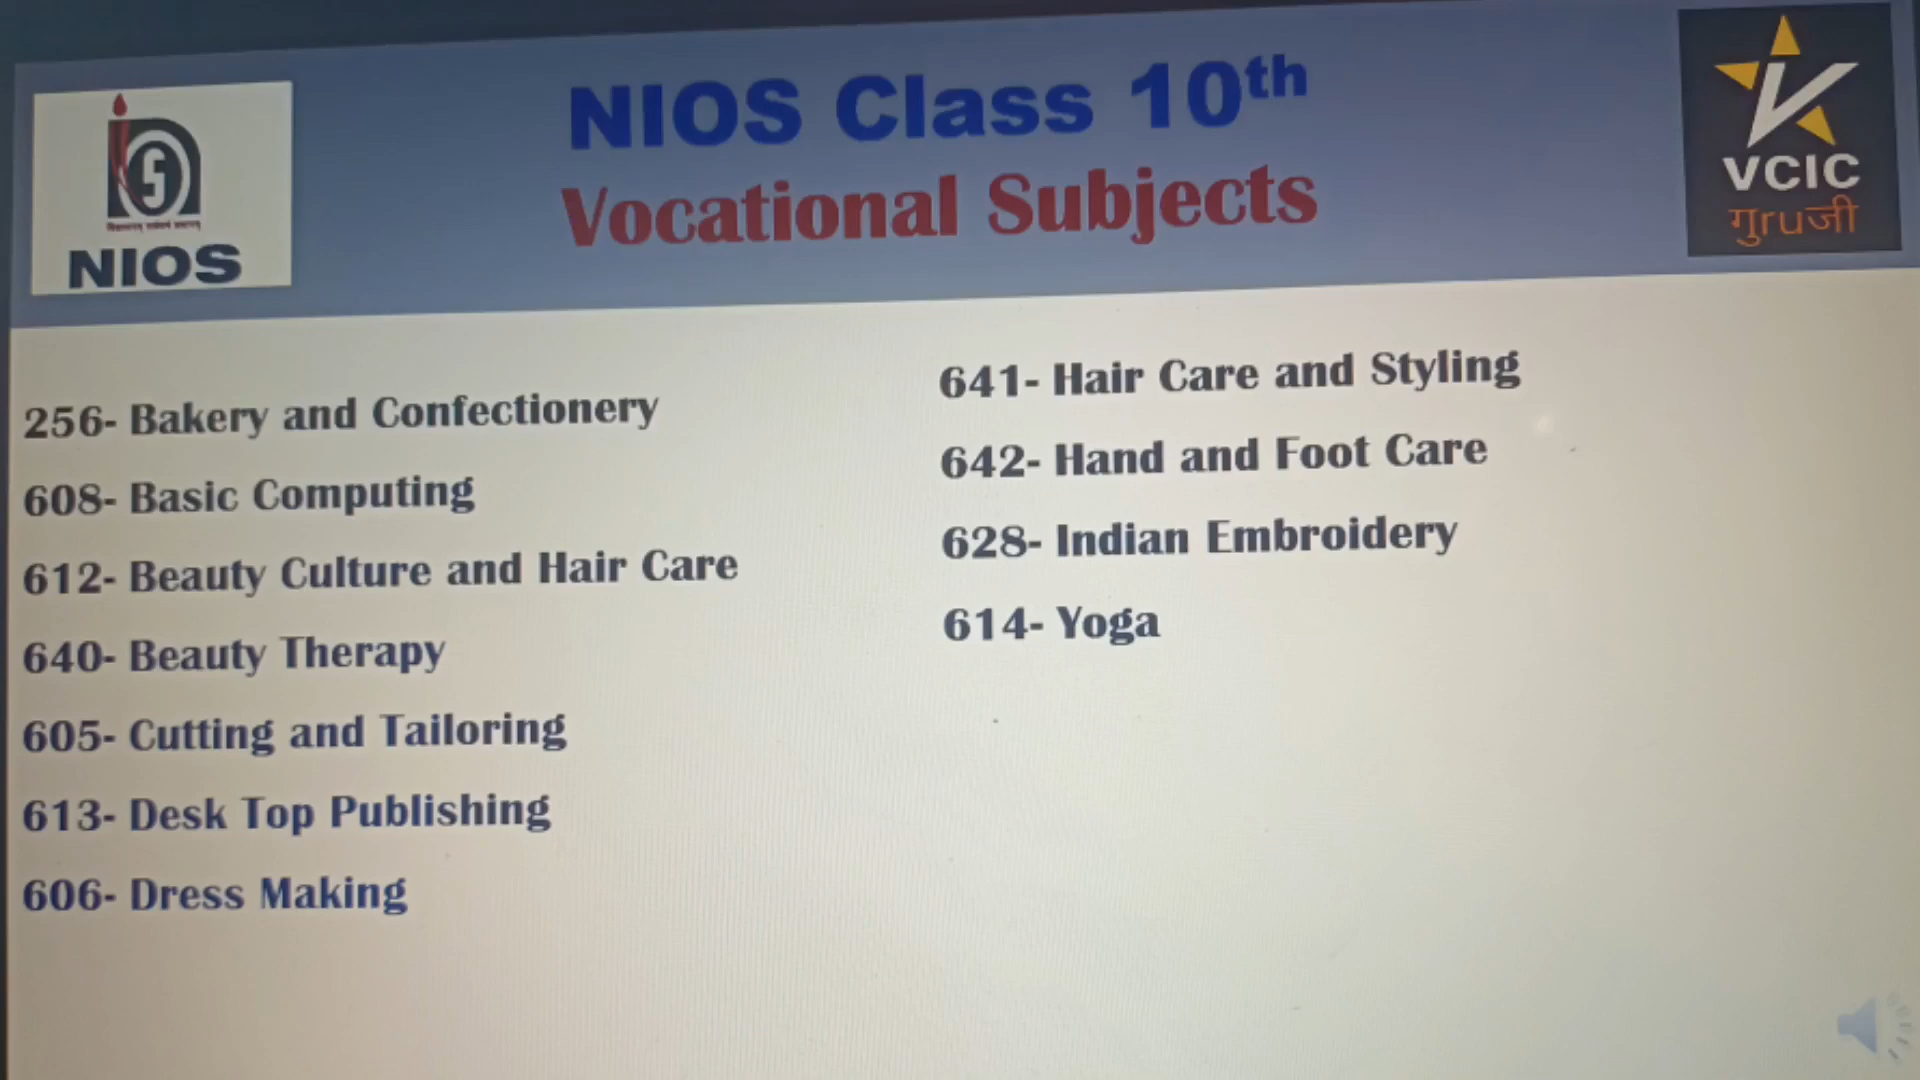 NIOS
NIOS Class 10th
Vocational Subjects
VCIC
गुruजी
256- Bakery and Confectionery
608- Basic Computing
612- Beauty Culture and Hair Care
640- Beauty Therapy
605- Cutting and Tailoring
613- Desk Top Publishing
606- Dress Making
641- Hair Care and Styling
642- Hand and Foot Care
628- Indian Embroidery
614- Yoga